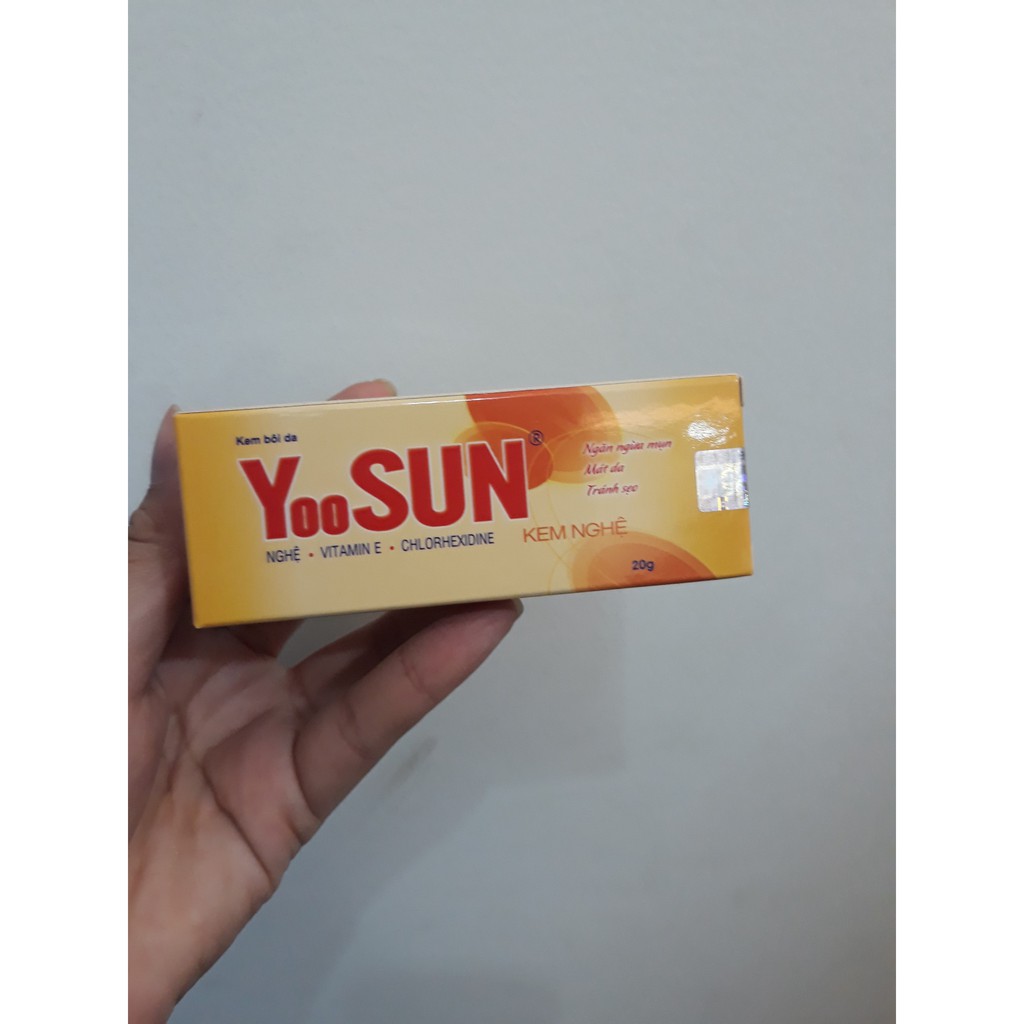 Kem bôi da
YooSUN®
NGHỆ • VITAMIN E • CHLORHEXIDINE
Ngăn ngừa mụn
Mát da
Tránh sẹo
KEM NGHỆ
20g